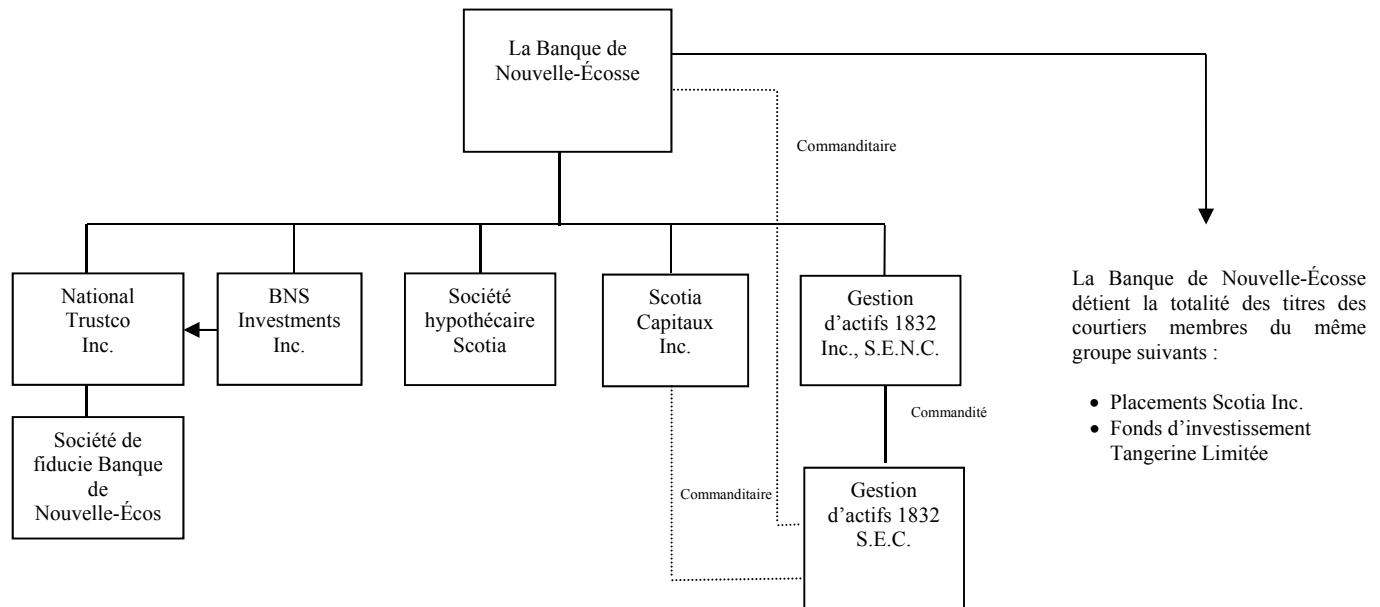 La Banque de
Nouvelle-Écosse
Commanditaire
National
Trustco
Inc.
BNS
Investments
Inc.
Société
hypothécaire
Scotia
Scotia
Capitaux
Inc.
Gestion
d'actifs 1832
Inc., S.E.N.C.
La Banque de Nouvelle-Écosse
détient la totalité des titres des
courtiers membres du même
groupe suivants :
• Placements Scotia Inc.
• Fonds d'investissement
Tangerine Limitée
Commandité
Société de
fiducie Banque
de
Nouvelle-Écos
Commanditaire
Gestion
d'actifs 1832
S.E.C.